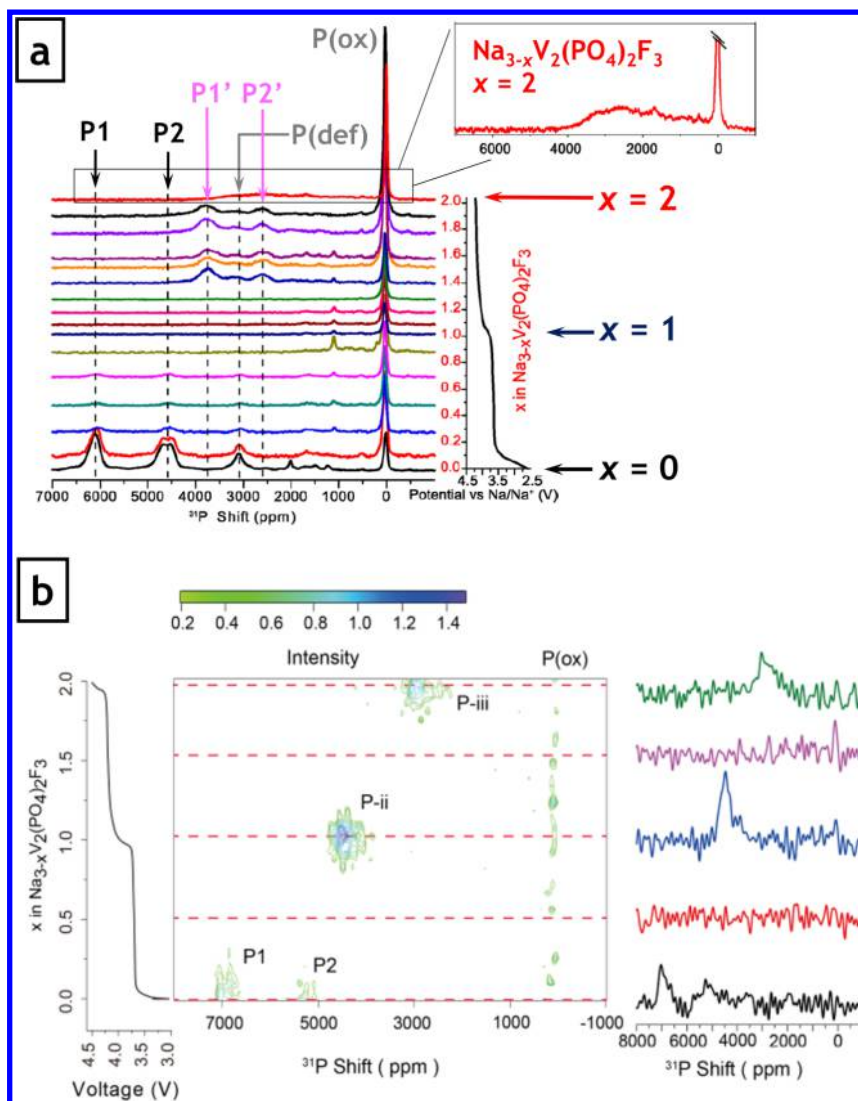 a
P(ox)
Na3-xV2(PO4)2F3
x = 2
6000 4000 2000 0
P1' P2'
P1 P2 P(def)
2.0
1.8
1.6
1.4
1.2
1.0
0.8
0.6
0.4
0.2
0.0
x in Na3-xV2(PO4)2F3
x = 2
x = 1
x = 0
7000 6000 5000 4000 3000 2000 1000 0
4.5 3.5 2.5
Potential vs Na/Na+ (V)
31P Shift (ppm)
b
0.2 0.4 0.6 0.8 1.0 1.2 1.4
Intensity P(ox)
2.0
1.5
1.0
0.5
0.0
x in Na3-xV2(PO4)2F3
P-iii
P-ii
P1 P2
4.5 4.0 3.5 3.0
Voltage (V)
7000 5000 3000 1000 -1000
31P Shift ( ppm)
8000 6000 4000 2000 0
31P Shift ( ppm)